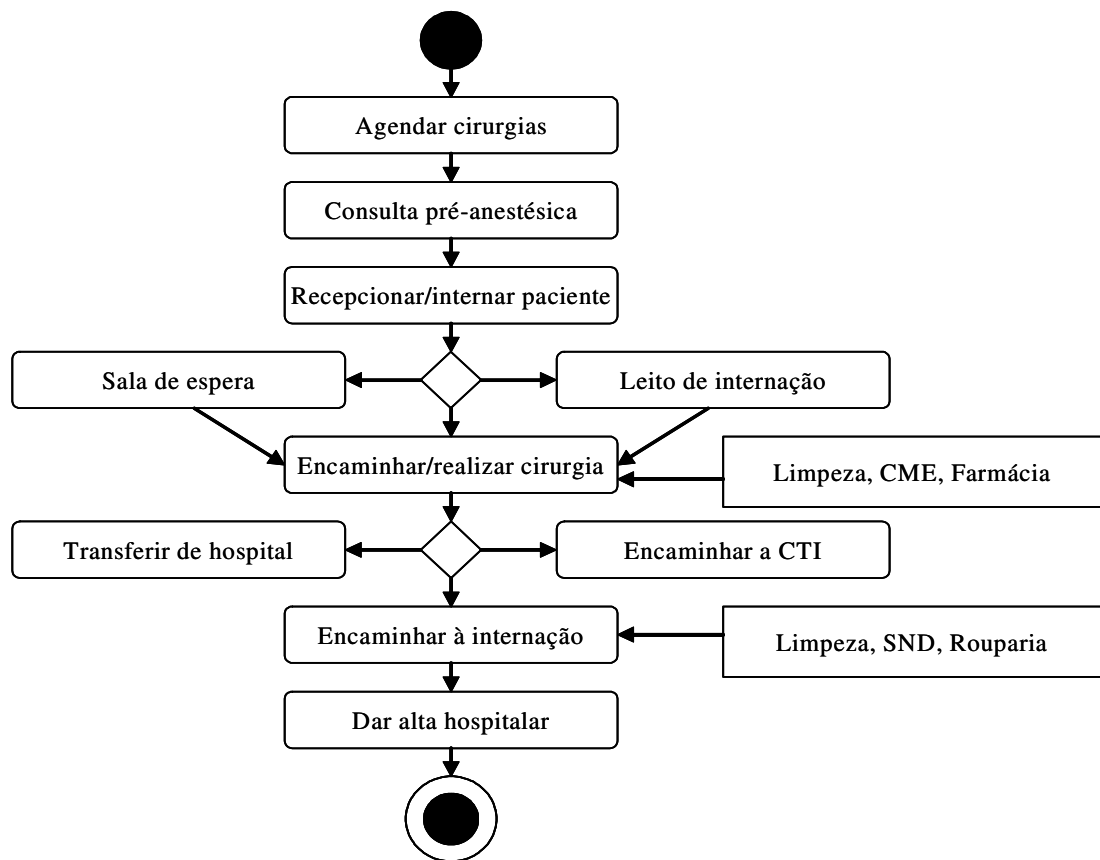 Agendar cirurgias
Consulta pré-anestésica
Recepcionar/internar paciente
Sala de espera
Leito de internação
Encaminhar/realizar cirurgia
Limpeza, CME, Farmácia
Transferir de hospital
Encaminhar a CTI
Encaminhar à internação
Limpeza, SND, Rouparia
Dar alta hospitalar